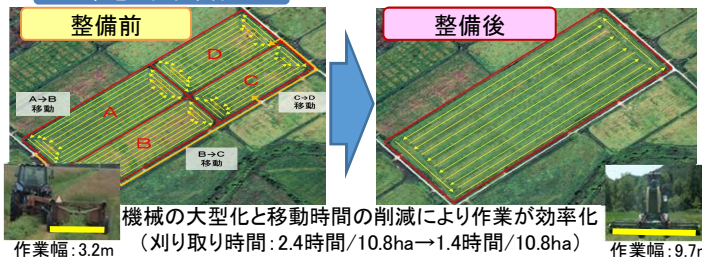 整備前
整備後
D
C
A
B
A→B
移動
C→D
移動
B→C
移動
機械の大型化と移動時間の削減により作業が効率化
(刈り取り時間：2.4時間/10.8ha→1.4時間/10.8ha)
作業幅：3.2m
作業幅：9.7m